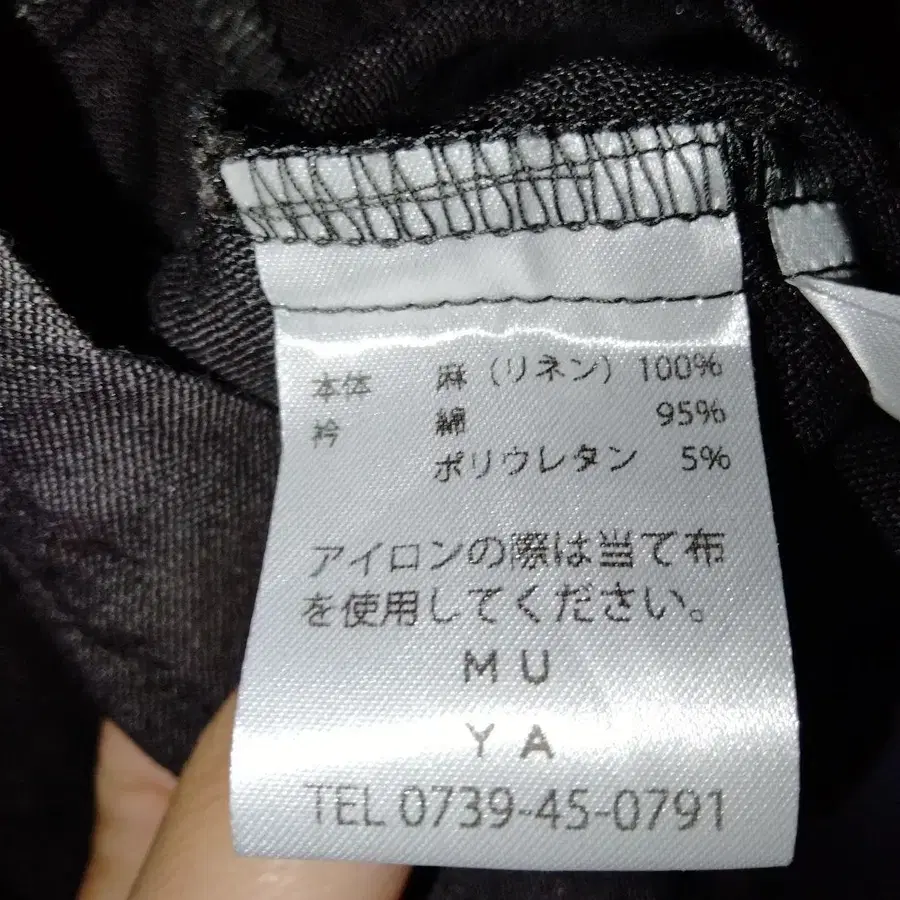 本体 麻（リネン）100%
衿 綿 95%
ポリウレタン 5%
アイロンの際は当て布
を使用してください。
MU
YA
TEL 0739-45-0791